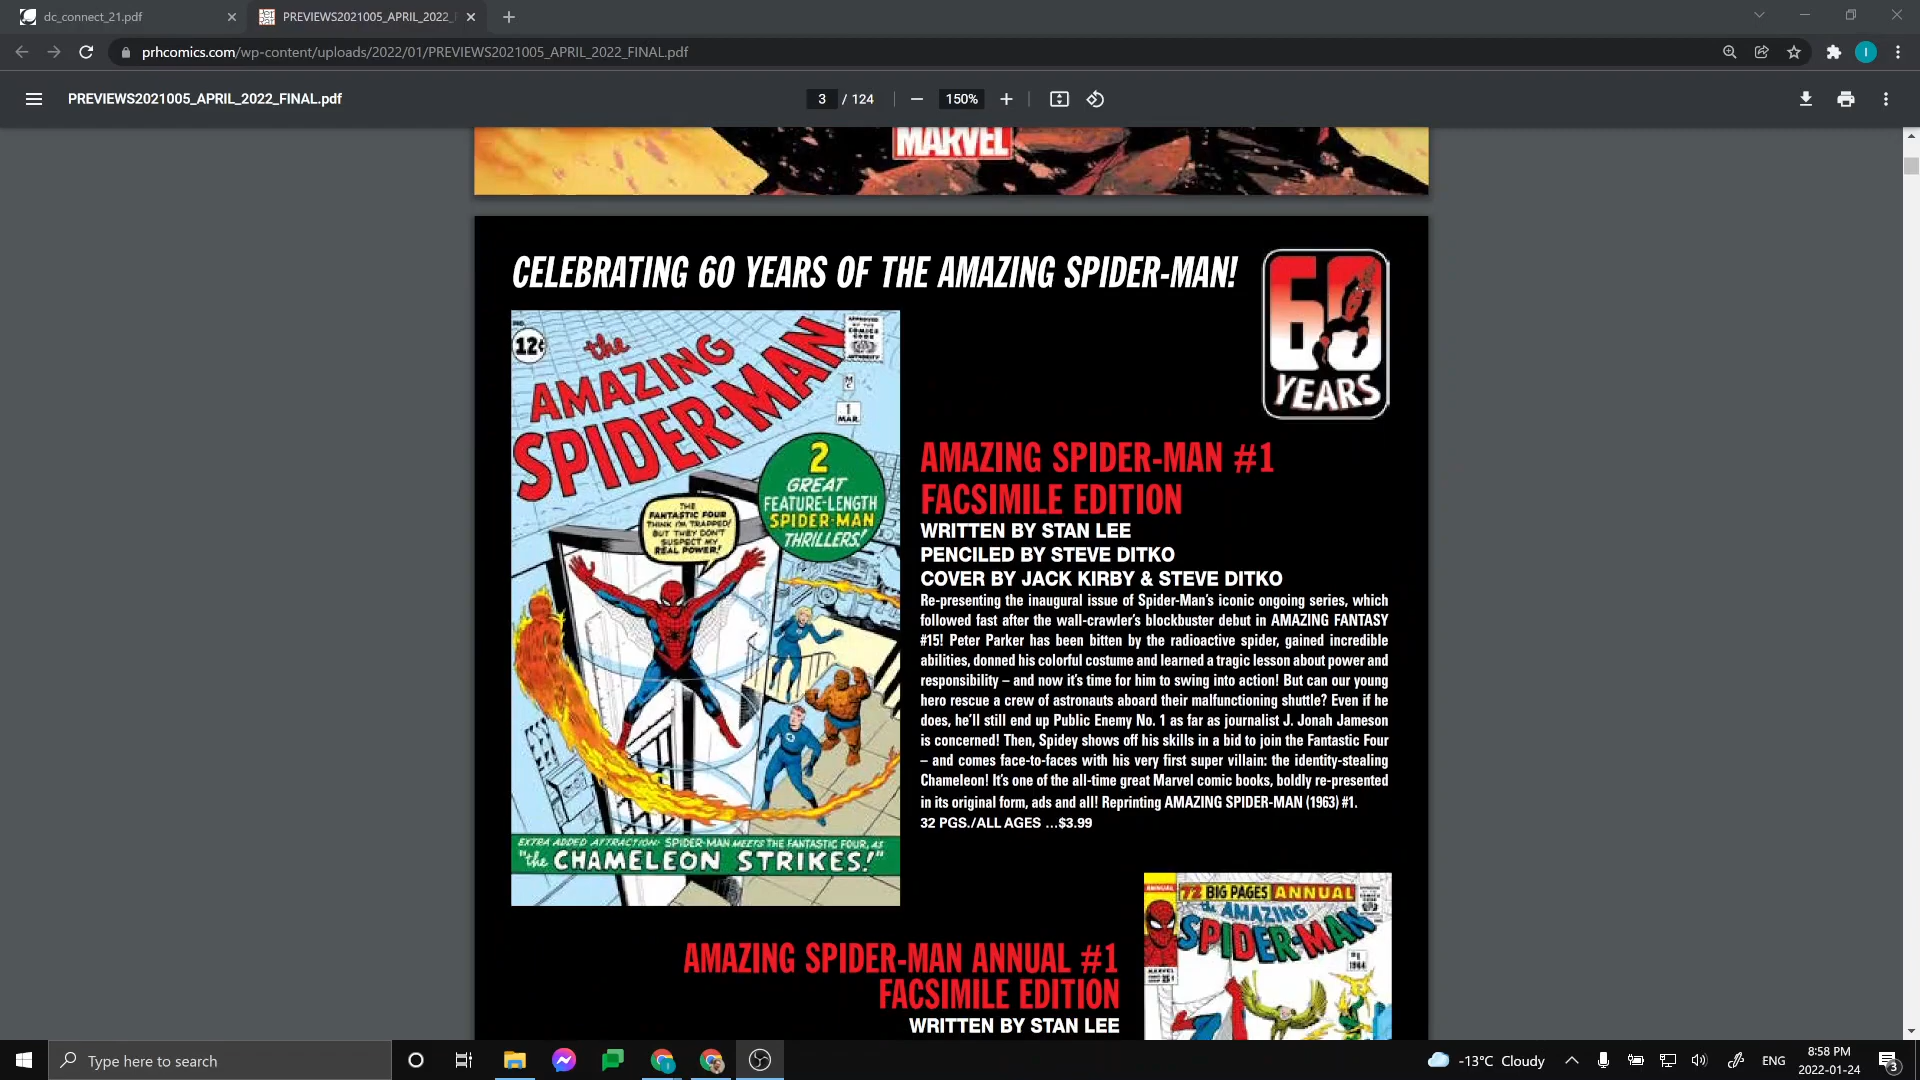 dc_connect_21.pdf
PREVIEWS2021005_APRIL_2022_F
prhcomics.com/wp-content/uploads/2022/01/PREVIEWS2021005_APRIL_2022_FINAL.pdf
I
PREVIEWS2021005_APRIL_2022_FINAL.pdf
3 / 124
150%
MARVEL
CELEBRATING 60 YEARS OF THE AMAZING SPIDER-MAN!
60
YEARS
12¢
APPROVED
BY THE
COMICS
CODE
AUTHORITY
the
AMAZING
SPIDER-MAN
MC
1
MAR.
2
GREAT
FEATURE-LENGTH
SPIDER-MAN
THRILLERS!
THE
FANTASTIC FOUR
THINK I'M TRAPPED!
BUT THEY DON'T
SUSPECT MY
REAL POWER!
EXTRA ADDED ATTRACTION: SPIDER-MAN MEETS THE FANTASTIC FOUR, AS
"the CHAMELEON STRIKES!"
AMAZING SPIDER-MAN #1
FACSIMILE EDITION
WRITTEN BY STAN LEE
PENCILED BY STEVE DITKO
COVER BY JACK KIRBY & STEVE DITKO
Re-presenting the inaugural issue of Spider-Man's iconic ongoing series, which
followed fast after the wall-crawler's blockbuster debut in AMAZING FANTASY
#15! Peter Parker has been bitten by the radioactive spider, gained incredible
abilities, donned his colorful costume and learned a tragic lesson about power and
responsibility – and now it's time for him to swing into action! But can our young
hero rescue a crew of astronauts aboard their malfunctioning shuttle? Even if he
does, he'll still end up Public Enemy No. 1 as far as journalist J. Jonah Jameson
is concerned! Then, Spidey shows off his skills in a bid to join the Fantastic Four
– and comes face-to-faces with his very first super villain: the identity-stealing
Chameleon! It's one of the all-time great Marvel comic books, boldly re-presented
in its original form, ads and all! Reprinting AMAZING SPIDER-MAN (1963) #1.
32 PGS./ALL AGES ...$3.99
AMAZING SPIDER-MAN ANNUAL #1
FACSIMILE EDITION
WRITTEN BY STAN LEE
72 BIG PAGES ANNUAL
the AMAZING
SPIDER-MAN
#1
1964
Type here to search
-13°C Cloudy
ENG
8:58 PM
2022-01-24
3